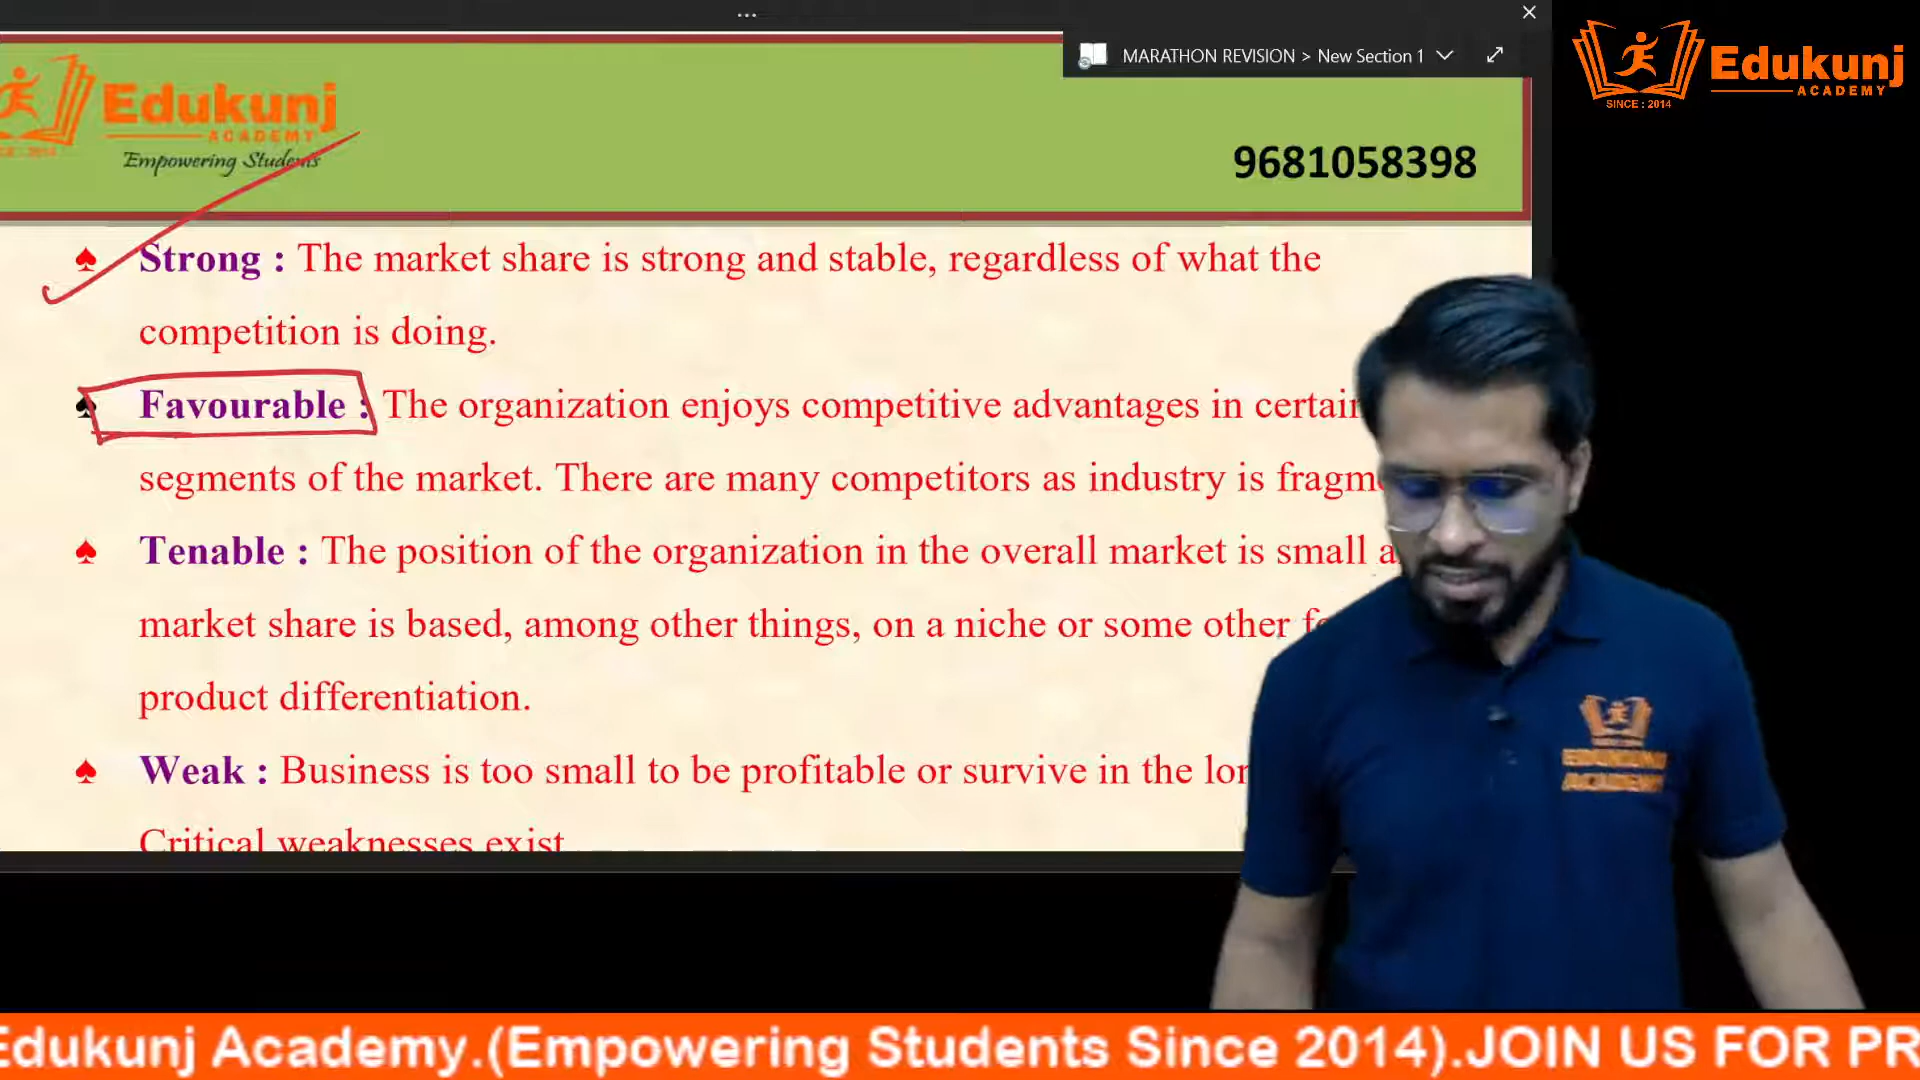 MARATHON REVISION > New Section 1
Edukunj
ACADEMY
Empowering Students
9681058398
Edukunj
ACADEMY
SINCE : 2014
Strong : The market share is strong and stable, regardless of what the
competition is doing.
Favourable : The organization enjoys competitive advantages in certain
segments of the market. There are many competitors as industry is
Tenable : The position of the organization in the overall market is small
market share is based, among other things, on a niche or some other
product differentiation.
Weak : Business is too small to be profitable or survive in the
Critical weaknesses exist
EDUKUNJ
ACADEMY
Edukunj Academy.(Empowering Students Since 2014).JOIN US FOR